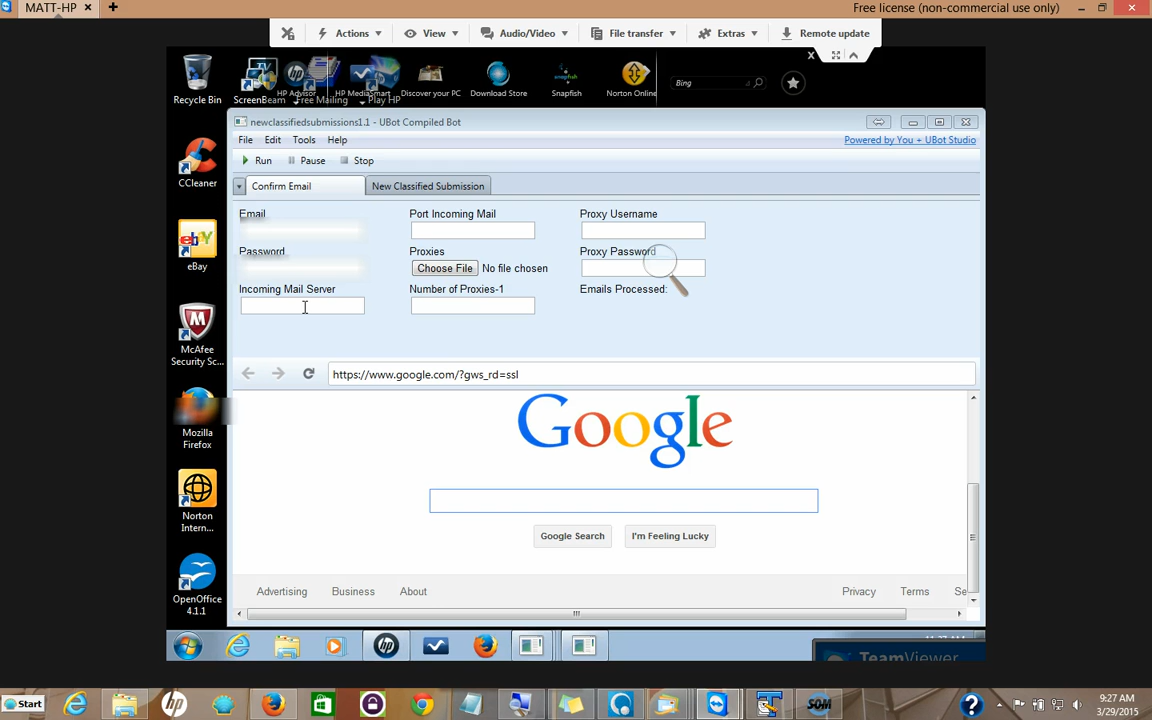 MATT-HP × +
Free license (non-commercial use only)
Actions View Audio/Video File transfer Extras Remote update
x
Recycle Bin
ScreenBeam
HP Advisor
Free Mailing
HP MediaSmart
Play HP
Discover your PC
Download Store
Snapfish
Norton Online
Bing
newclassifiedsubmissions1.1 - UBot Compiled Bot
File Edit Tools Help
Powered by You + UBot Studio
Run Pause Stop
Confirm Email
New Classified Submission
Email
Port Incoming Mail
Proxy Username
Password
Proxies
Proxy Password
Choose File No file chosen
Incoming Mail Server
Number of Proxies-1
Emails Processed:
https://www.google.com/?gws_rd=ssl
Google
Google Search
I'm Feeling Lucky
Advertising Business About
Privacy Terms Se
CCleaner
ebY
eBay
McAfee
Security Sc...
Mozilla
Firefox
Norton
Intern...
OpenOffice
4.1.1
hp
TeamViewer
Start
hp
SOM
9:27 AM
3/29/2015